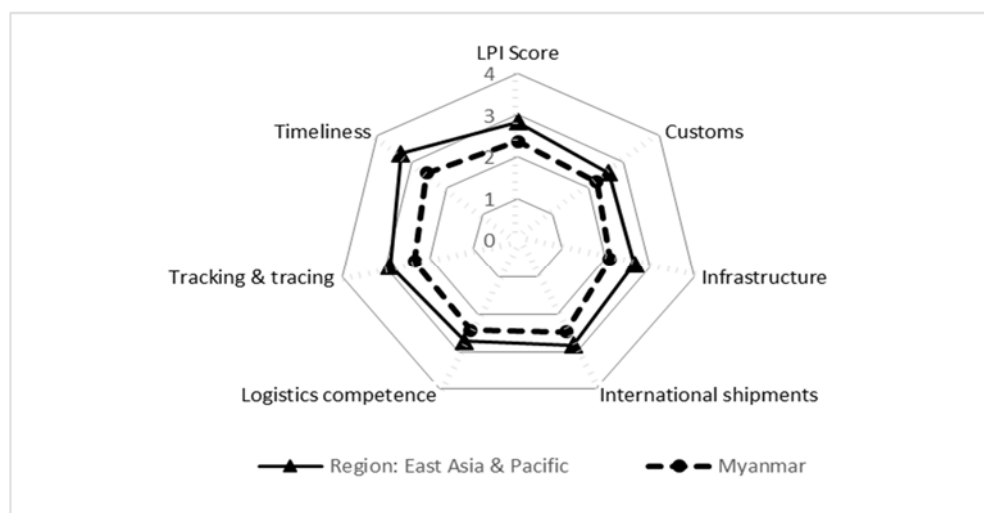 LPI Score
4
3
2
1
0
Customs
Infrastructure
International shipments
Logistics competence
Tracking & tracing
Timeliness
Region: East Asia & Pacific
Myanmar